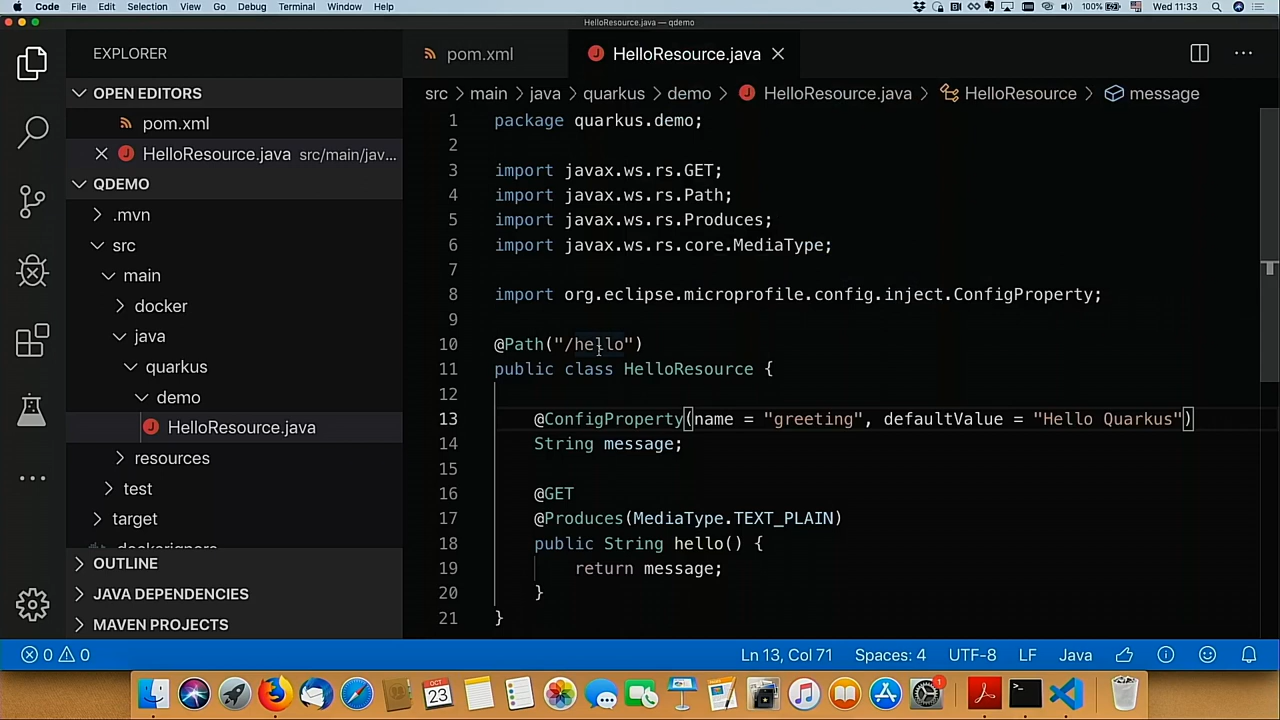 Code File Edit Selection View Go Debug Terminal Window Help 100% Wed 11:33
HelloResource.java — qdemo
EXPLORER
OPEN EDITORS
pom.xml
HelloResource.java src/main/jav...
QDEMO
.mvn
src
main
docker
java
quarkus
demo
HelloResource.java
resources
test
target
OUTLINE
JAVA DEPENDENCIES
MAVEN PROJECTS
pom.xml HelloResource.java
src > main > java > quarkus > demo > HelloResource.java > HelloResource > message
1 package quarkus.demo;
2
3 import javax.ws.rs.GET;
4 import javax.ws.rs.Path;
5 import javax.ws.rs.Produces;
6 import javax.ws.rs.core.MediaType;
7
8 import org.eclipse.microprofile.config.inject.ConfigProperty;
9
10 @Path("/hello")
11 public class HelloResource {
12
13 @ConfigProperty(name = "greeting", defaultValue = "Hello Quarkus")
14 String message;
15
16 @GET
17 @Produces(MediaType.TEXT_PLAIN)
18 public String hello() {
19 return message;
20 }
21 }
0 0 Ln 13, Col 71 Spaces: 4 UTF-8 LF Java
OCT
23
1